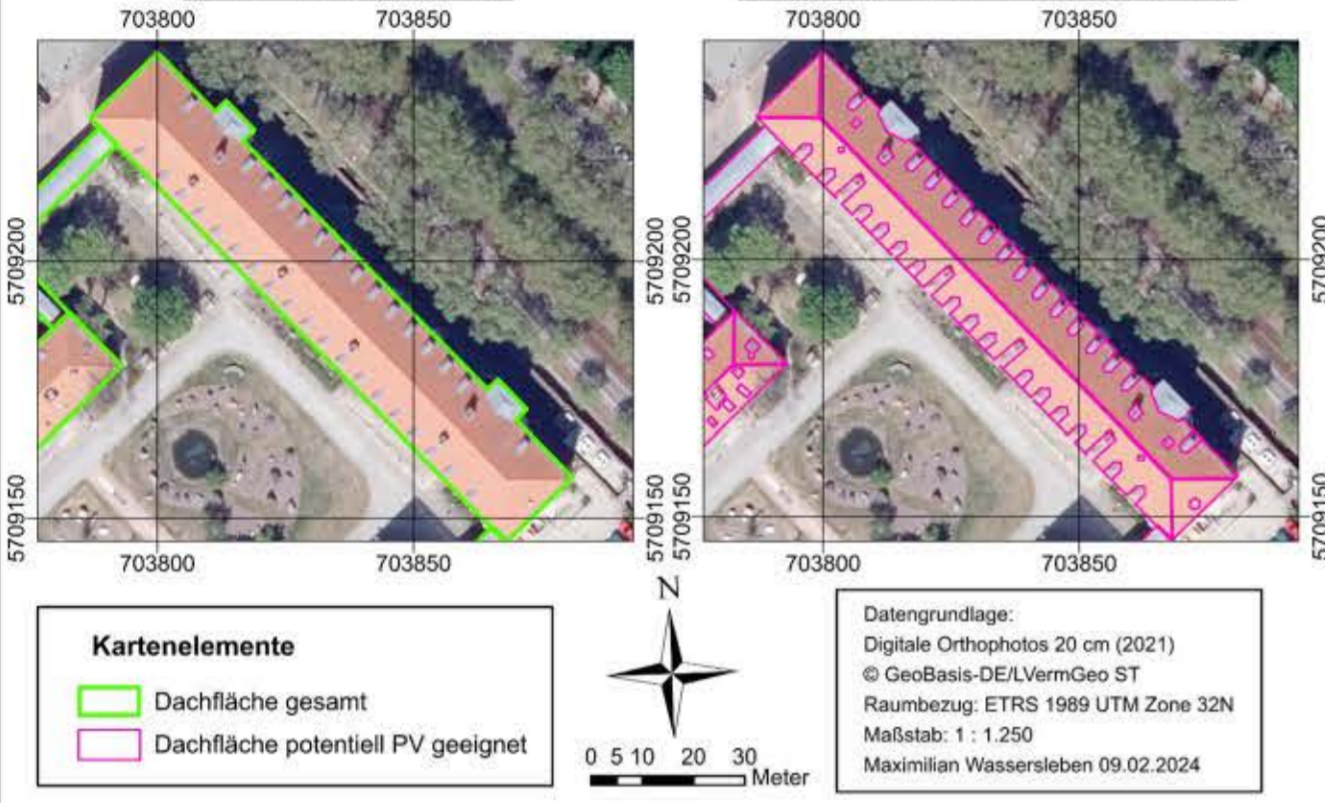 703800 703850 703800 703850
5709200 5709200 5709200
5709150 5709150 5709150
703800 703850 703800 703850
Kartenelemente
Dachfläche gesamt
Dachfläche potentiell PV geeignet
N
0 5 10 20 30
Meter
Datengrundlage:
Digitale Orthophotos 20 cm (2021)
© GeoBasis-DE/LVermGeo ST
Raumbezug: ETRS 1989 UTM Zone 32N
Maßstab: 1 : 1.250
Maximilian Wassersleben 09.02.2024